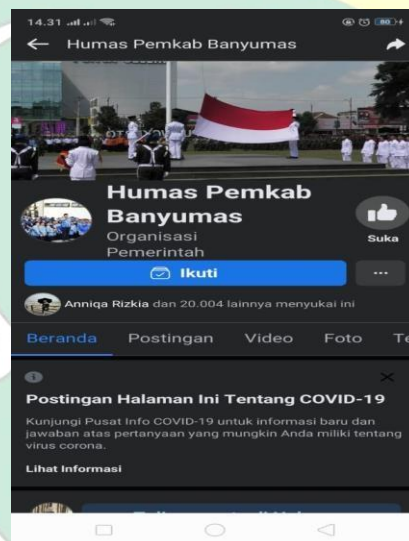 14.31
80
Humas Pemkab Banyumas
Humas Pemkab
Banyumas
Organisasi
Pemerintah
Suka
Ikuti
Anniqa Rizkia dan 20.004 lainnya menyukai ini
Beranda Postingan Video Foto Te
Postingan Halaman Ini Tentang COVID-19
Kunjungi Pusat Info COVID-19 untuk informasi baru dan
jawaban atas pertanyaan yang mungkin Anda miliki tentang
virus corona.
Lihat Informasi